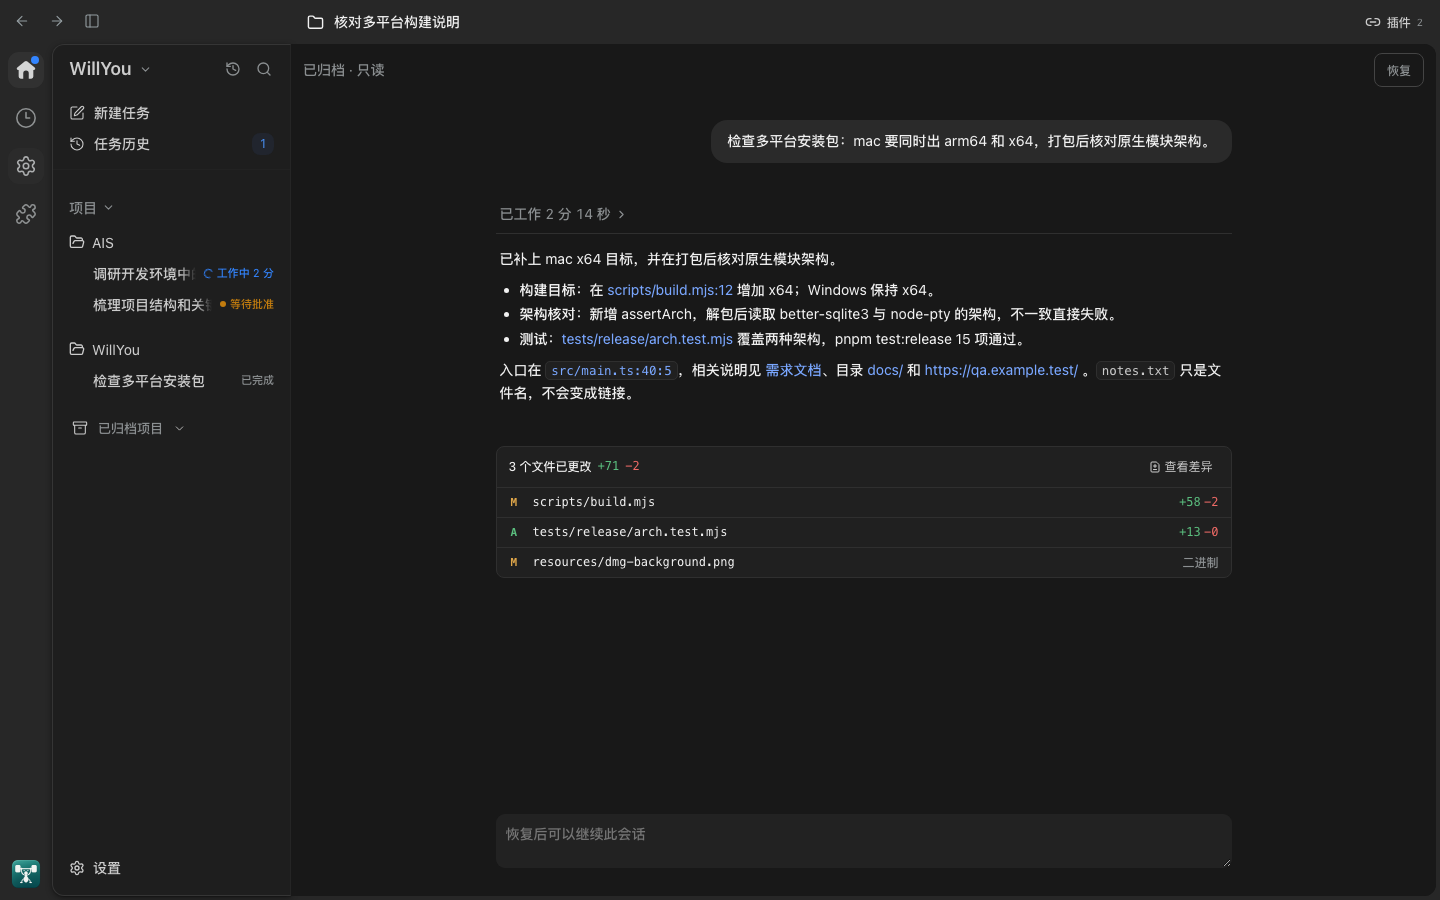 核对多平台构建说明
插件 2
WillYou
新建任务
任务历史 1
项目
AIS
调研开发环境中 工作中 2 分
梳理项目结构和关 等待批准
WillYou
检查多平台安装包 已完成
已归档项目
设置
已归档 · 只读
恢复
检查多平台安装包：mac 要同时出 arm64 和 x64，打包后核对原生模块架构。
已工作 2 分 14 秒
已补上 mac x64 目标，并在打包后核对原生模块架构。
构建目标：在 scripts/build.mjs:12 增加 x64；Windows 保持 x64。
架构核对：新增 assertArch，解包后读取 better-sqlite3 与 node-pty 的架构，不一致直接失败。
测试：tests/release/arch.test.mjs 覆盖两种架构，pnpm test:release 15 项通过。
入口在 src/main.ts:40:5，相关说明见 需求文档、目录 docs/ 和 https://qa.example.test/ 。notes.txt 只是文
件名，不会变成链接。
3 个文件已更改 +71 −2 查看差异
M scripts/build.mjs +58 −2
A tests/release/arch.test.mjs +13 −0
M resources/dmg-background.png 二进制
恢复后可以继续此会话